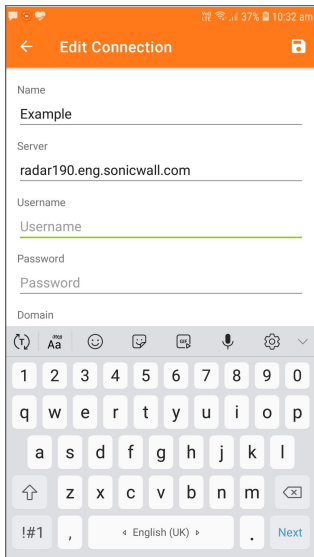 37% 10:32 am
Edit Connection
Name
Example
Server
radar190.eng.sonicwall.com
Username
Username
Password
Password
Domain
T Aa GIF
1 2 3 4 5 6 7 8 9 0
q w e r t y u i o p
a s d f g h j k l
z x c v b n m
!#1 , English (UK) . Next